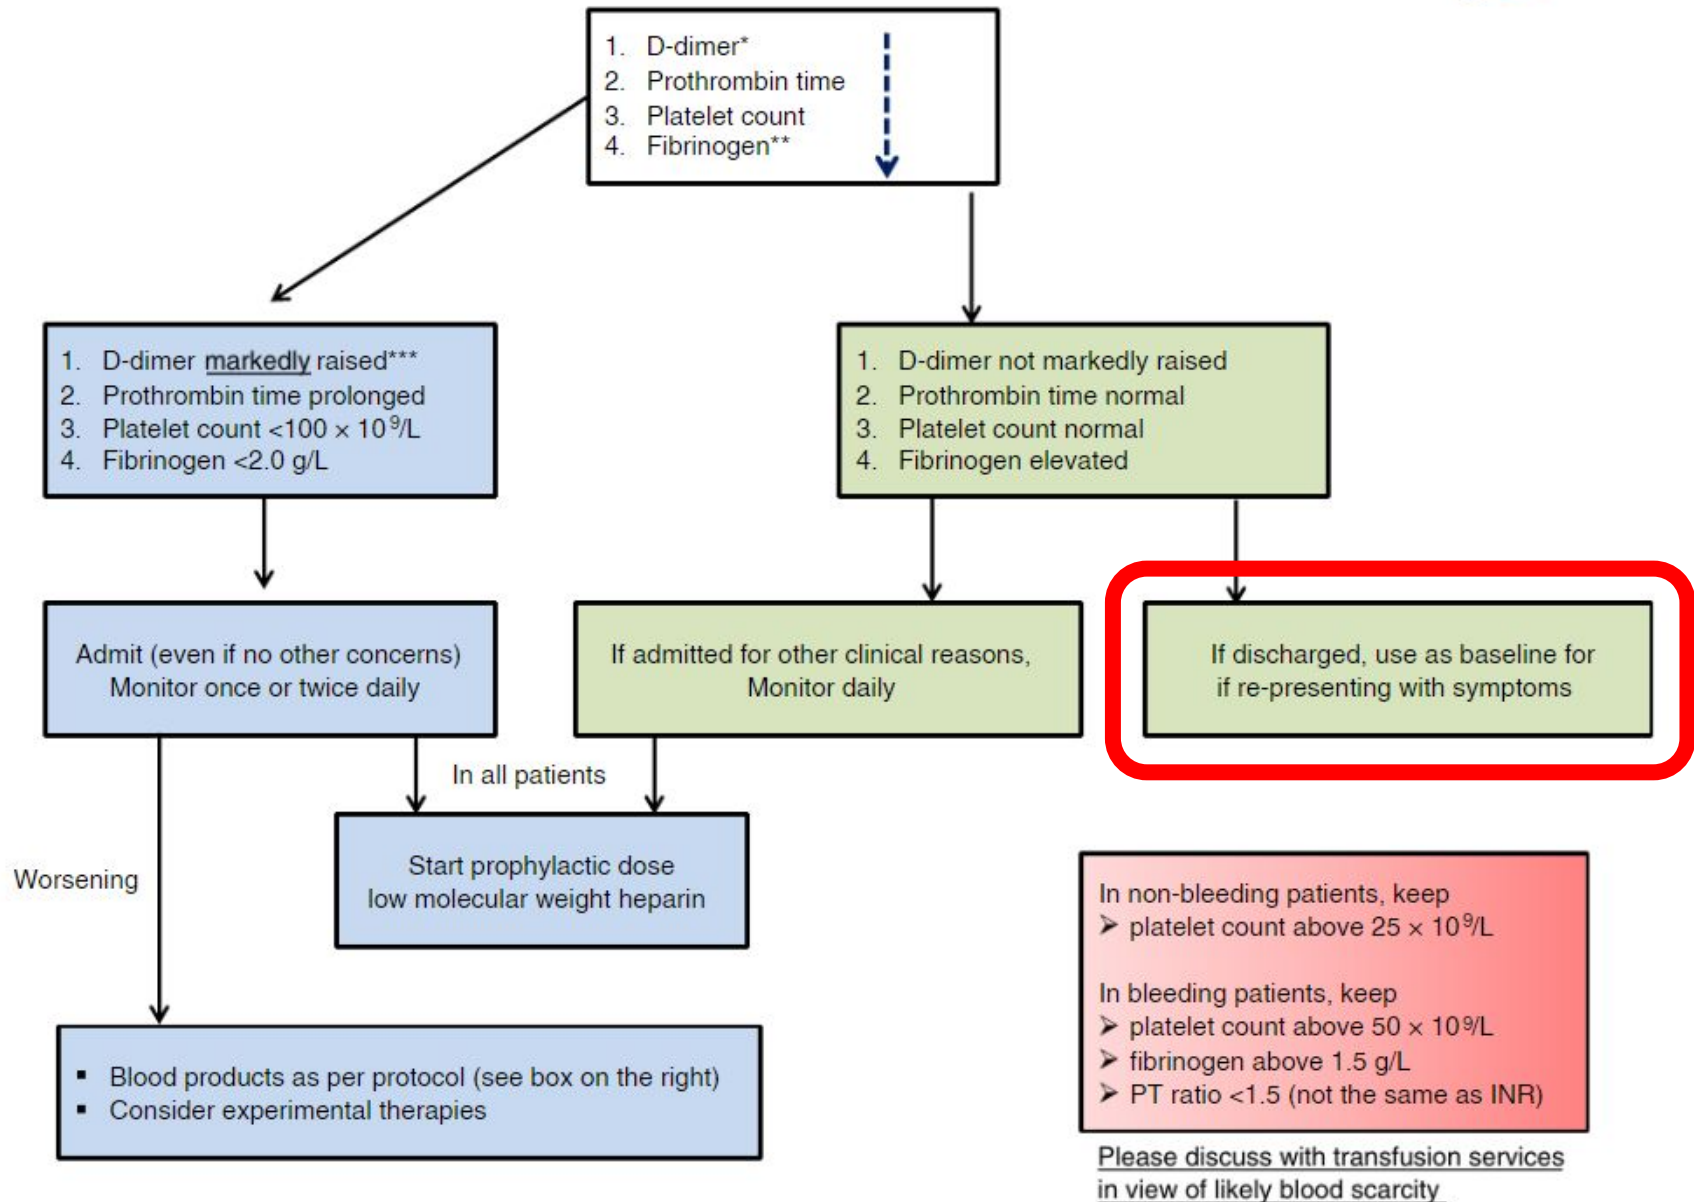 1. D-dimer*
2. Prothrombin time
3. Platelet count
4. Fibrinogen**
1. D-dimer markedly raised***
2. Prothrombin time prolonged
3. Platelet count <100 × 10⁹/L
4. Fibrinogen <2.0 g/L
1. D-dimer not markedly raised
2. Prothrombin time normal
3. Platelet count normal
4. Fibrinogen elevated
Admit (even if no other concerns)
Monitor once or twice daily
If admitted for other clinical reasons,
Monitor daily
If discharged, use as baseline for
if re-presenting with symptoms
In all patients
Worsening
Start prophylactic dose
low molecular weight heparin
▪ Blood products as per protocol (see box on the right)
▪ Consider experimental therapies
In non-bleeding patients, keep
➢ platelet count above 25 × 10⁹/L
In bleeding patients, keep
➢ platelet count above 50 × 10⁹/L
➢ fibrinogen above 1.5 g/L
➢ PT ratio <1.5 (not the same as INR)
Please discuss with transfusion services
in view of likely blood scarcity